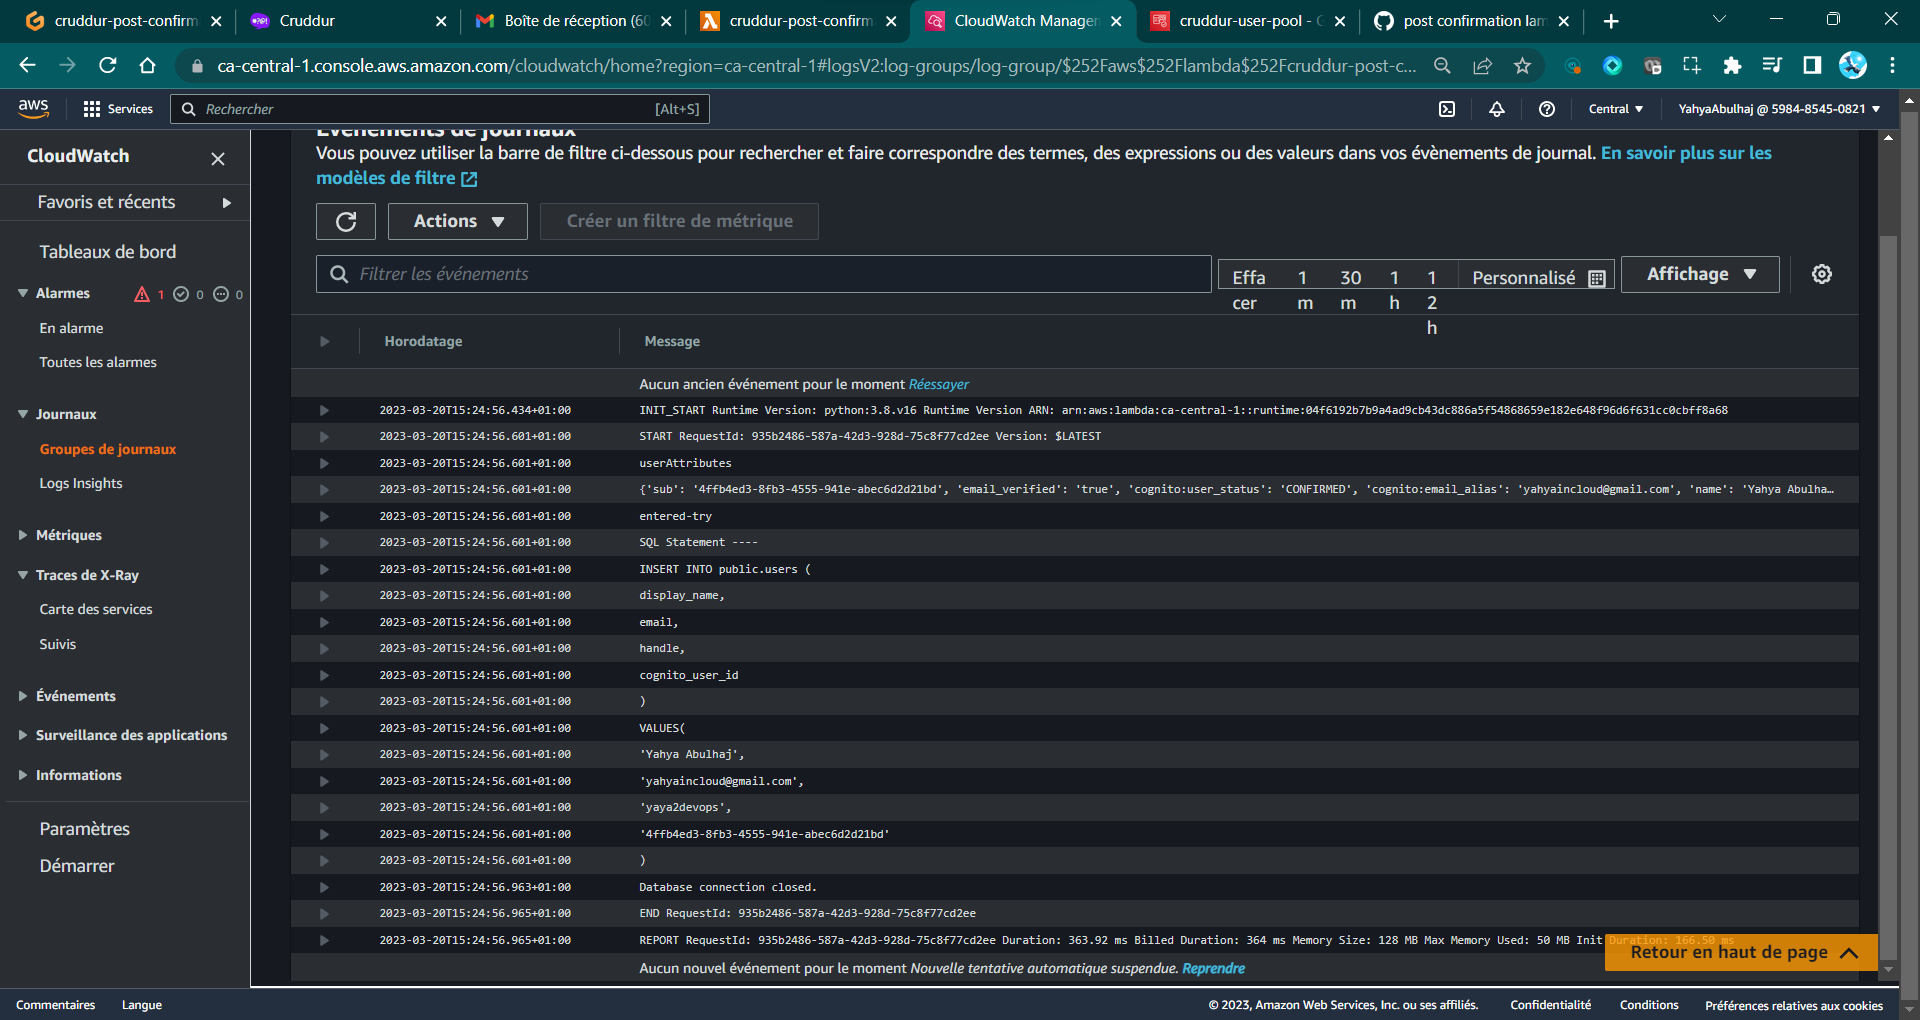 cruddur-post-confirm
Cruddur
Boîte de réception (60
cruddur-post-confirm
CloudWatch Manager
cruddur-user-pool - C
post confirmation lam
ca-central-1.console.aws.amazon.com/cloudwatch/home?region=ca-central-1#logsV2:log-groups/log-group/$252Faws$252Flambda$252Fcruddur-post-c...
aws
Services
Rechercher
[Alt+S]
Central
YahyaAbulhaj @ 5984-8545-0821
CloudWatch
Favoris et récents
Tableaux de bord
Alarmes
1
0
0
En alarme
Toutes les alarmes
Journaux
Groupes de journaux
Logs Insights
Métriques
Traces de X-Ray
Carte des services
Suivis
Événements
Surveillance des applications
Informations
Paramètres
Démarrer
Événements de journaux
Vous pouvez utiliser la barre de filtre ci-dessous pour rechercher et faire correspondre des termes, des expressions ou des valeurs dans vos évènements de journal. En savoir plus sur les
modèles de filtre
Actions
Créer un filtre de métrique
Filtrer les événements
Effa
cer
1
m
30
m
1
h
1
2
h
Personnalisé
Affichage
Horodatage
Message
Aucun ancien événement pour le moment Réessayer
2023-03-20T15:24:56.434+01:00 INIT_START Runtime Version: python:3.8.v16 Runtime Version ARN: arn:aws:lambda:ca-central-1::runtime:04f6192b7b9a4ad9cb43dc886a5f54868659e182e648f96d6f631cc0cbff8a68
2023-03-20T15:24:56.601+01:00 START RequestId: 935b2486-587a-42d3-928d-75c8f77cd2ee Version: $LATEST
2023-03-20T15:24:56.601+01:00 userAttributes
2023-03-20T15:24:56.601+01:00 {'sub': '4ffb4ed3-8fb3-4555-941e-abec6d2d21bd', 'email_verified': 'true', 'cognito:user_status': 'CONFIRMED', 'cognito:email_alias': 'yahyaincloud@gmail.com', 'name': 'Yahya Abulha…
2023-03-20T15:24:56.601+01:00 entered-try
2023-03-20T15:24:56.601+01:00 SQL Statement ----
2023-03-20T15:24:56.601+01:00 INSERT INTO public.users (
2023-03-20T15:24:56.601+01:00 display_name,
2023-03-20T15:24:56.601+01:00 email,
2023-03-20T15:24:56.601+01:00 handle,
2023-03-20T15:24:56.601+01:00 cognito_user_id
2023-03-20T15:24:56.601+01:00 )
2023-03-20T15:24:56.601+01:00 VALUES(
2023-03-20T15:24:56.601+01:00 'Yahya Abulhaj',
2023-03-20T15:24:56.601+01:00 'yahyaincloud@gmail.com',
2023-03-20T15:24:56.601+01:00 'yaya2devops',
2023-03-20T15:24:56.601+01:00 '4ffb4ed3-8fb3-4555-941e-abec6d2d21bd'
2023-03-20T15:24:56.601+01:00 )
2023-03-20T15:24:56.963+01:00 Database connection closed.
2023-03-20T15:24:56.965+01:00 END RequestId: 935b2486-587a-42d3-928d-75c8f77cd2ee
2023-03-20T15:24:56.965+01:00 REPORT RequestId: 935b2486-587a-42d3-928d-75c8f77cd2ee Duration: 363.92 ms Billed Duration: 364 ms Memory Size: 128 MB Max Memory Used: 50 MB Init Duration: 166.50 ms
Aucun nouvel événement pour le moment Nouvelle tentative automatique suspendue. Reprendre
Retour en haut de page
Commentaires
Langue
© 2023, Amazon Web Services, Inc. ou ses affiliés.
Confidentialité
Conditions
Préférences relatives aux cookies